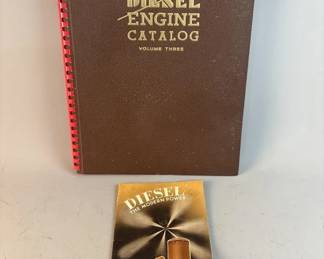 DIESEL
ENGINE
CATALOG
VOLUME THREE
DIESEL
THE MODERN POWER